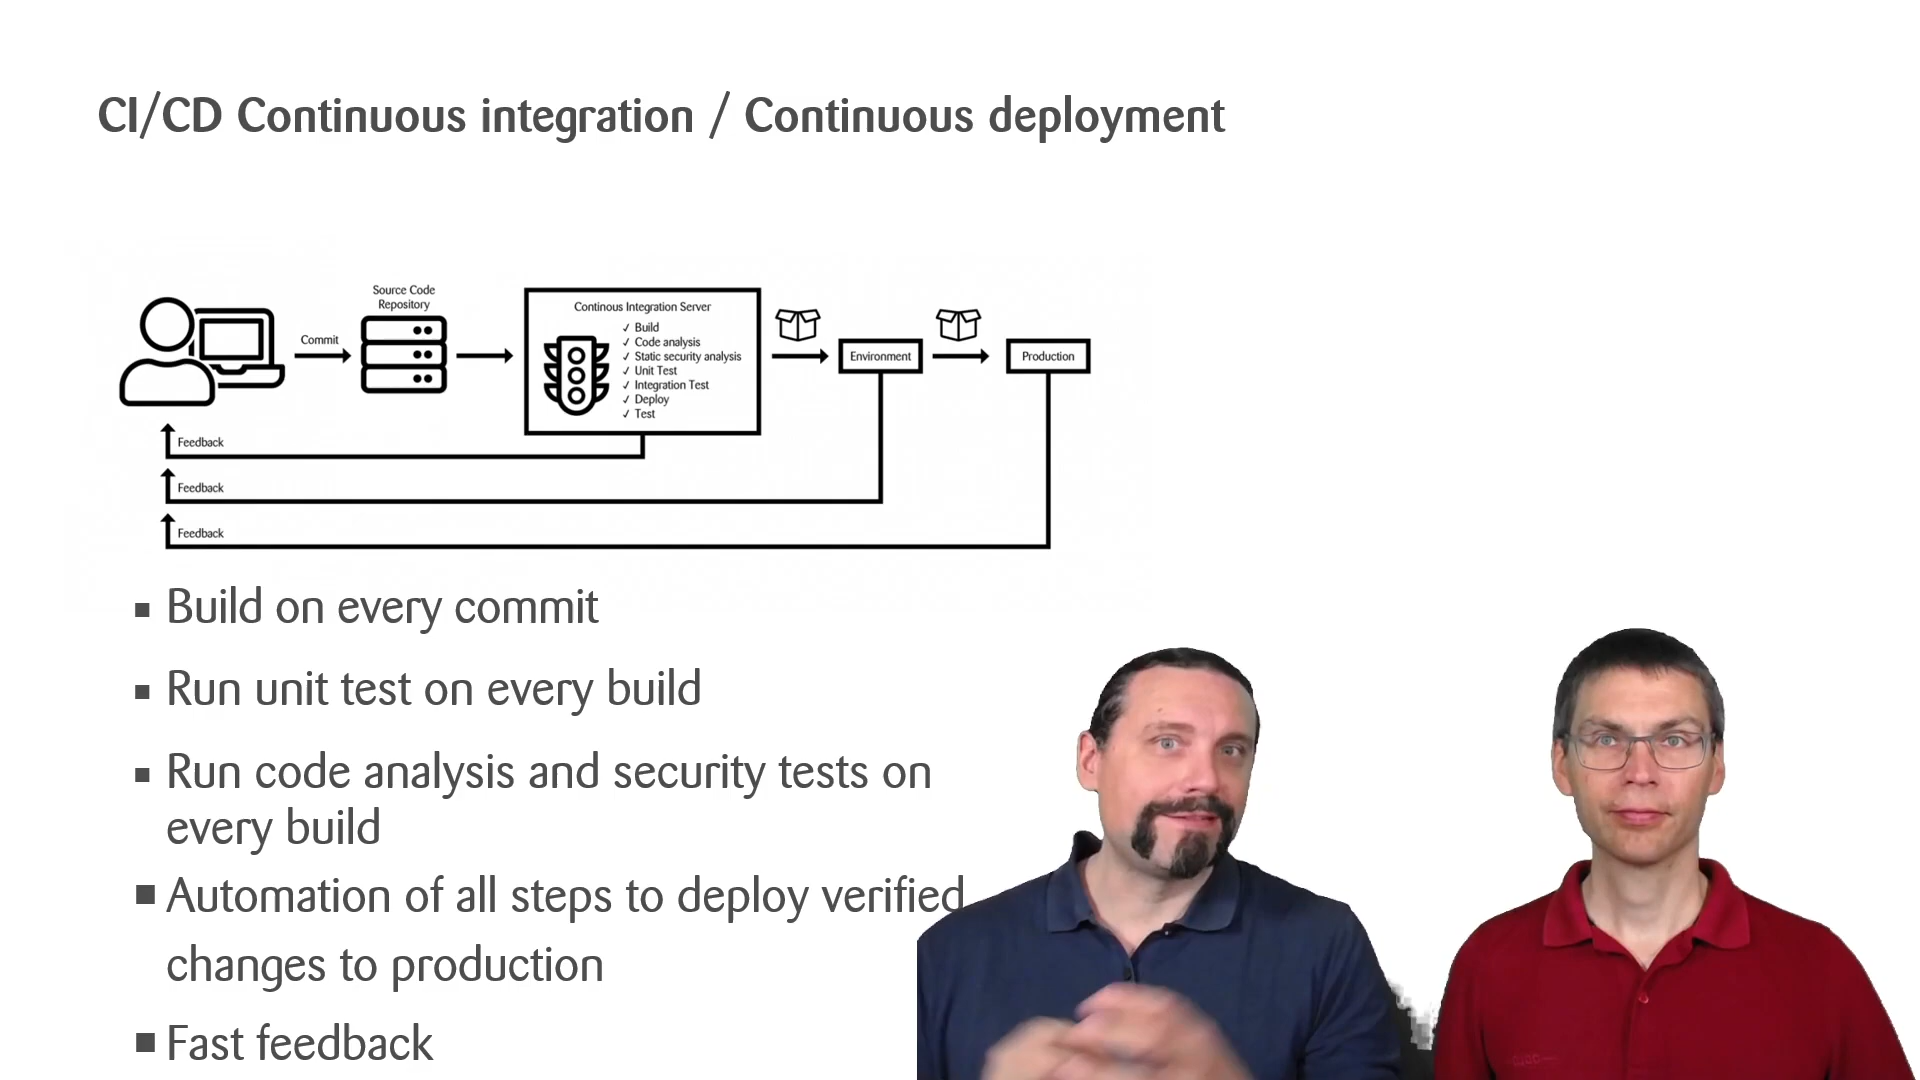 CI/CD Continuous integration / Continuous deployment
Source Code
Repository
Commit
Continous Integration Server
✓ Build
✓ Code analysis
✓ Static security analysis
✓ Unit Test
✓ Integration Test
✓ Deploy
✓ Test
Environment
Production
Feedback
Feedback
Feedback
▪ Build on every commit
▪ Run unit test on every build
▪ Run code analysis and security tests on
every build
▪ Automation of all steps to deploy verified
changes to production
▪ Fast feedback